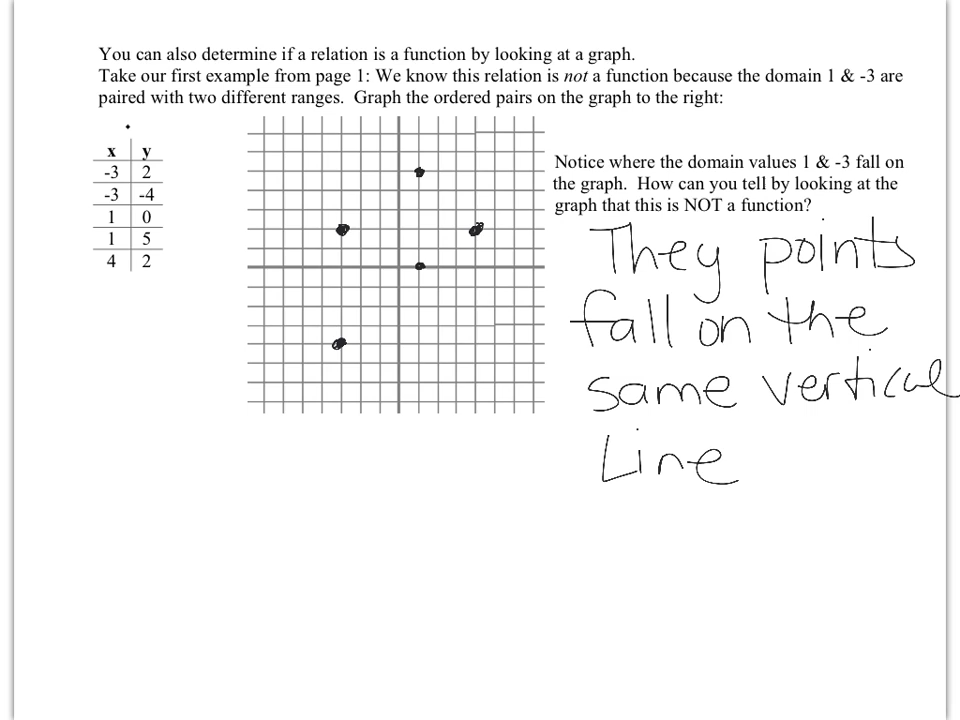 You can also determine if a relation is a function by looking at a graph.
Take our first example from page 1: We know this relation is not a function because the domain 1 & -3 are
paired with two different ranges. Graph the ordered pairs on the graph to the right:
x y
-3 2
-3 -4
1 0
1 5
4 2
Notice where the domain values 1 & -3 fall on
the graph. How can you tell by looking at the
graph that this is NOT a function?
They points
fall on the
same vertical
Line